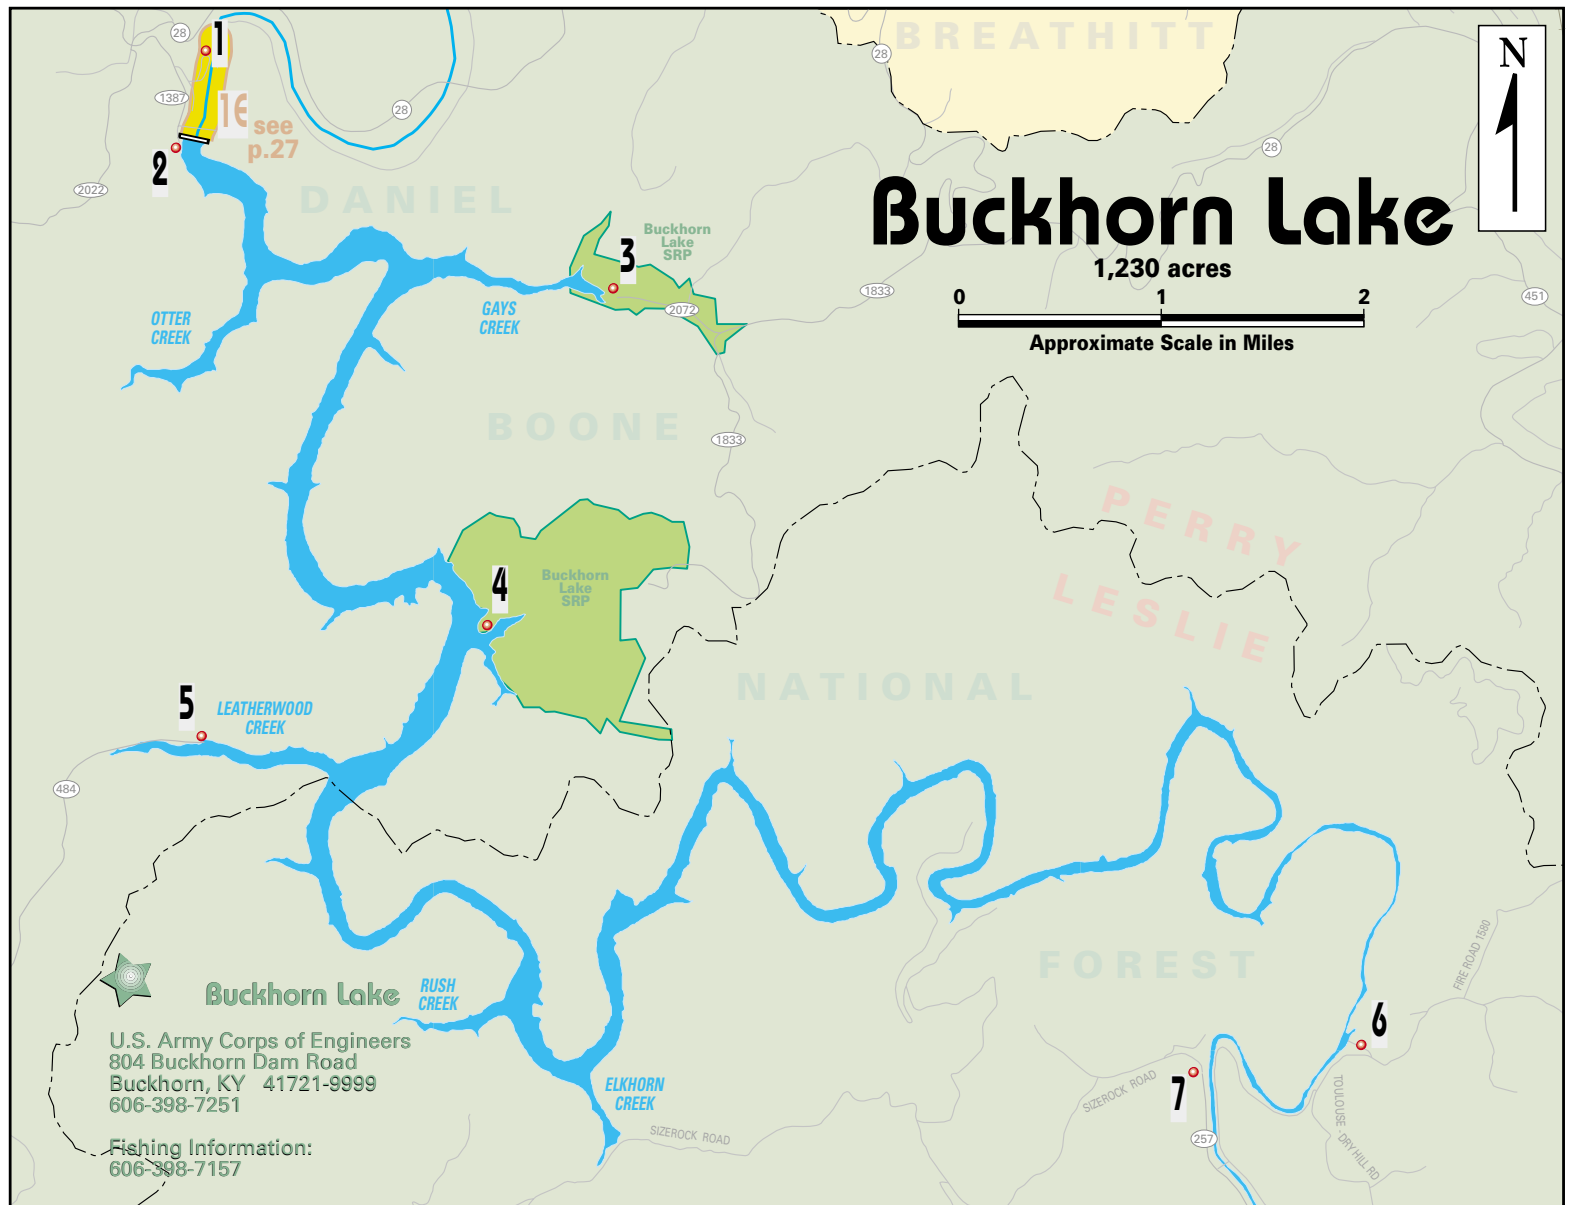 BREATHITT
28
1
28
N
1387
1E
see
p.27
28
28
2
2022
DANIEL
Buckhorn Lake
1,230 acres
0 1 2
Approximate Scale in Miles
Buckhorn
Lake
SRP
3
2072
1833
451
OTTER
CREEK
GAYS
CREEK
BOONE
1833
PERRY
LESLIE
Buckhorn
Lake
SRP
4
NATIONAL
5
LEATHERWOOD
CREEK
484
FOREST
FIRE ROAD 1580
RUSH
CREEK
Buckhorn Lake
U.S. Army Corps of Engineers
804 Buckhorn Dam Road
Buckhorn, KY 41721-9999
606-398-7251
Fishing Information:
606-398-7157
ELKHORN
CREEK
SIZEROCK ROAD
6
7
SIZEROCK ROAD
257
TOULOUSE - DRY HILL RD